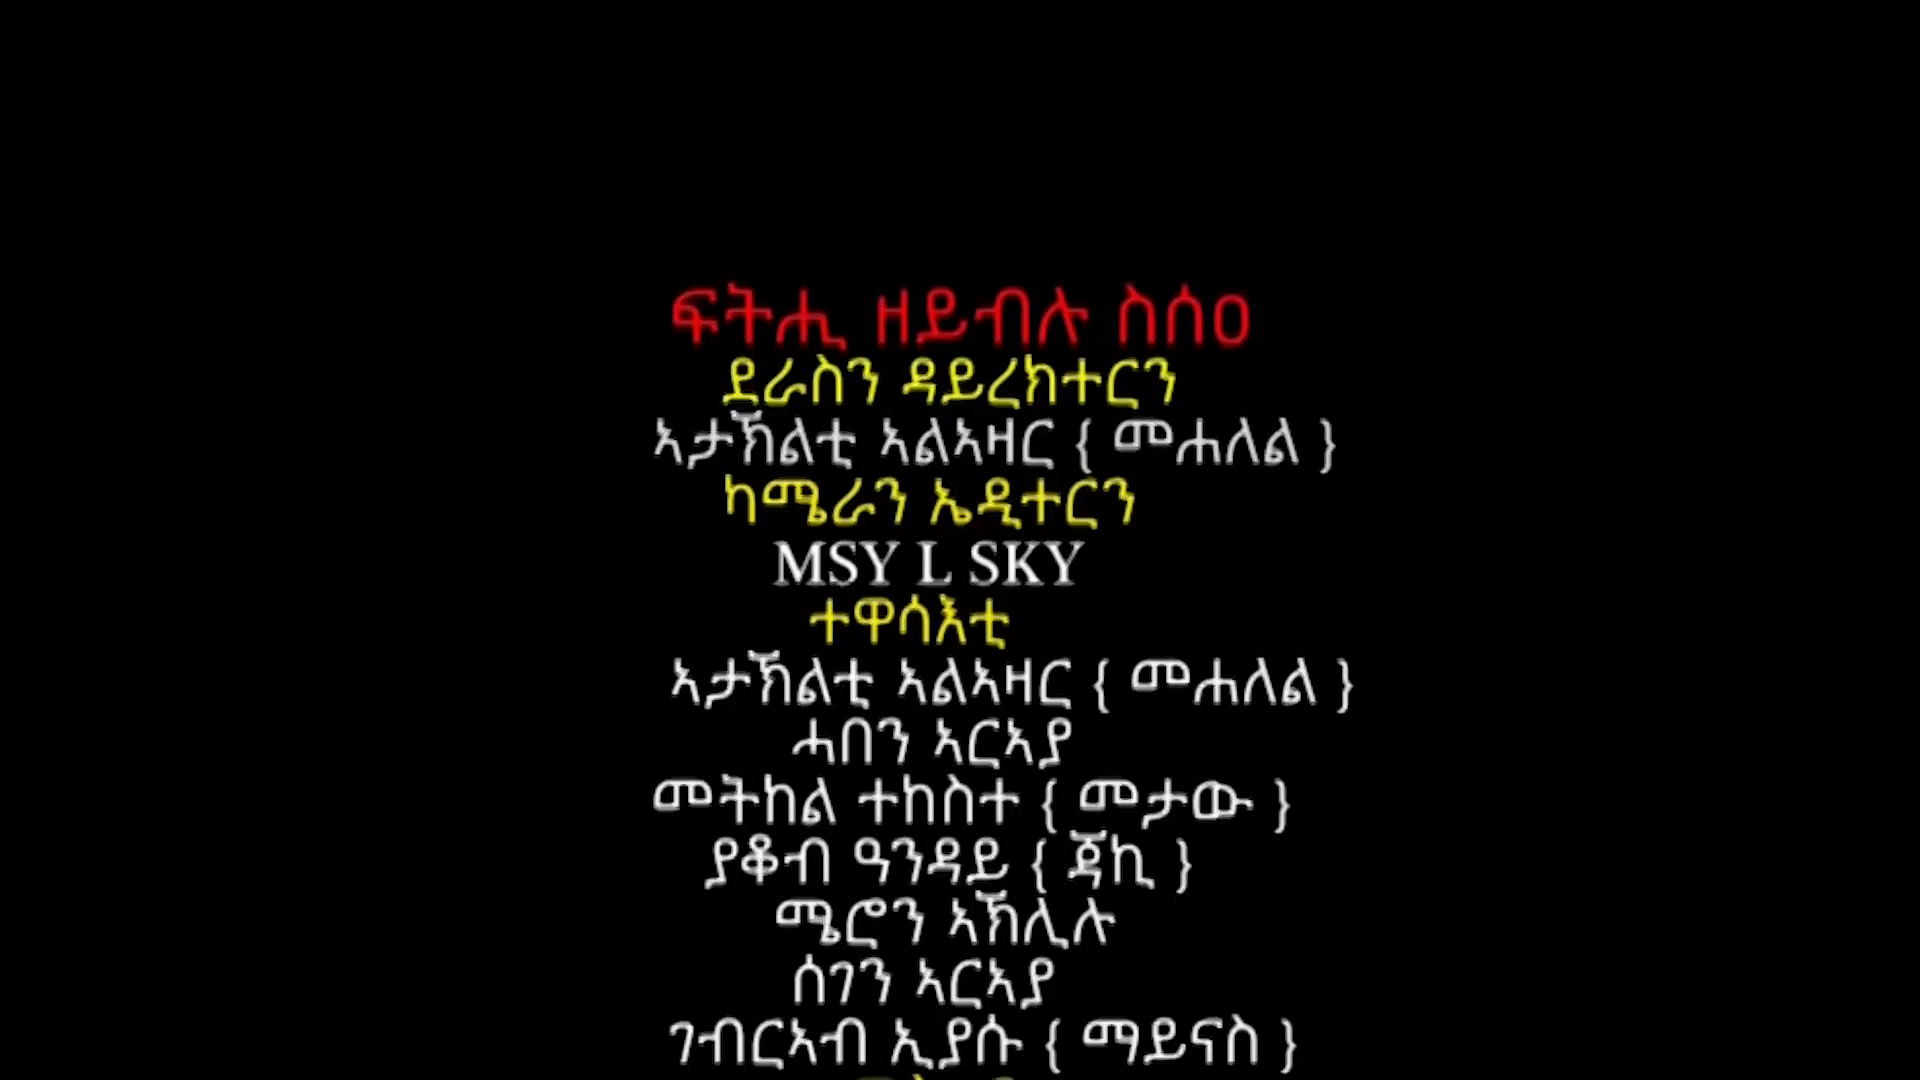 ፍትሒ ዘይብሉ ስሰዐ
ደራስን ዳይረክተርን
ኣታኽልቲ ኣልኣዛር { መሐለል }
ካሜራን ኤዲተርን
MSY L SKY
ተዋሳእቲ
ኣታኽልቲ ኣልኣዛር { መሐለል }
ሓበን ኣርኣያ
መትከል ተከስተ { መታው }
ያቆብ ዓንዳይ { ጃኪ }
ሜሮን ኣኽሊሉ
ሰገን ኣርኣያ
ገብርኣብ ኢያሱ { ማይናስ }